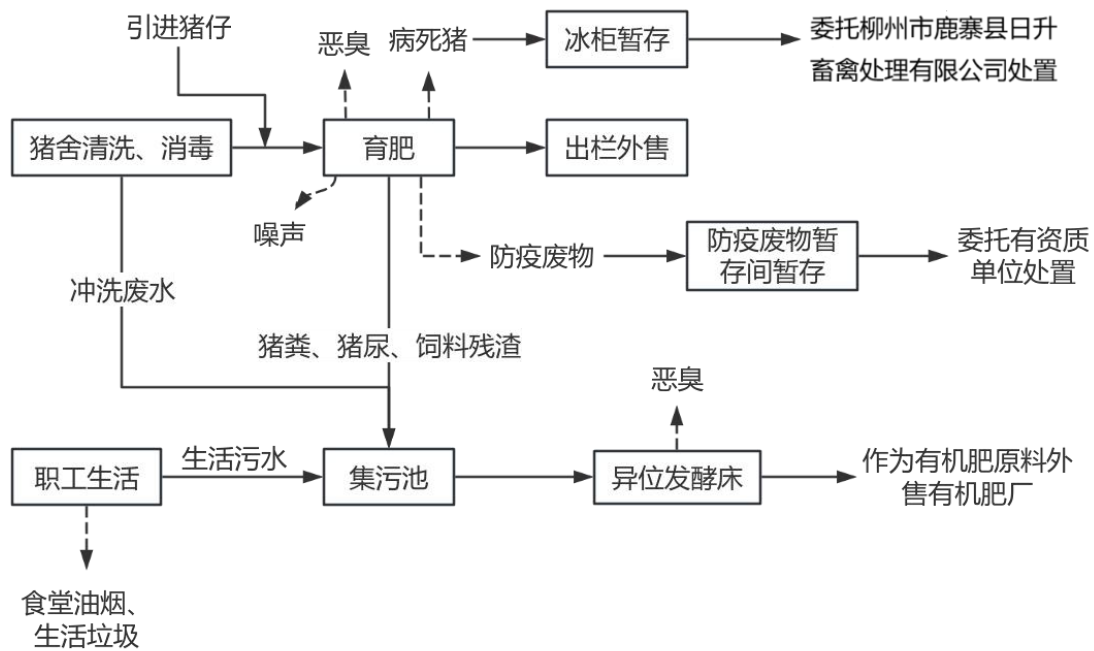 引进猪仔
恶臭
病死猪
冰柜暂存
委托柳州市鹿寨县日升
畜禽处理有限公司处置
猪舍清洗、消毒
育肥
出栏外售
噪声
防疫废物
防疫废物暂
存间暂存
委托有资质
单位处置
冲洗废水
猪粪、猪尿、饲料残渣
恶臭
职工生活
生活污水
集污池
异位发酵床
作为有机肥原料外
售有机肥厂
食堂油烟、
生活垃圾